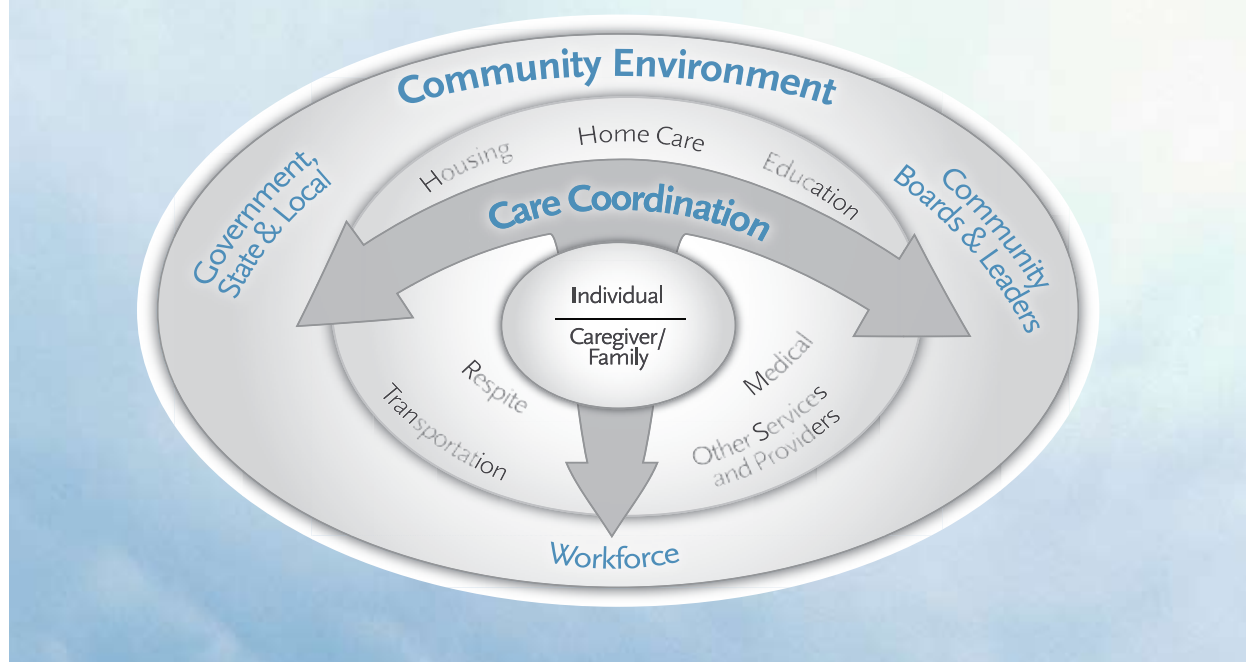 Community Environment
Government,
State & Local
Housing
Home Care
Education
Community
Boards & Leaders
Care Coordination
Individual
Caregiver/
Family
Respite
Transportation
Medical
Other Services
and Providers
Workforce